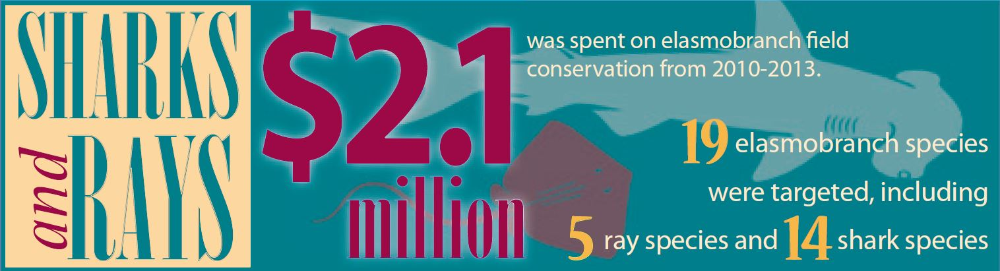 SHARKS
and
RAYS
$2.1
million
was spent on elasmobranch field
conservation from 2010-2013.
19 elasmobranch species
were targeted, including
5 ray species and 14 shark species